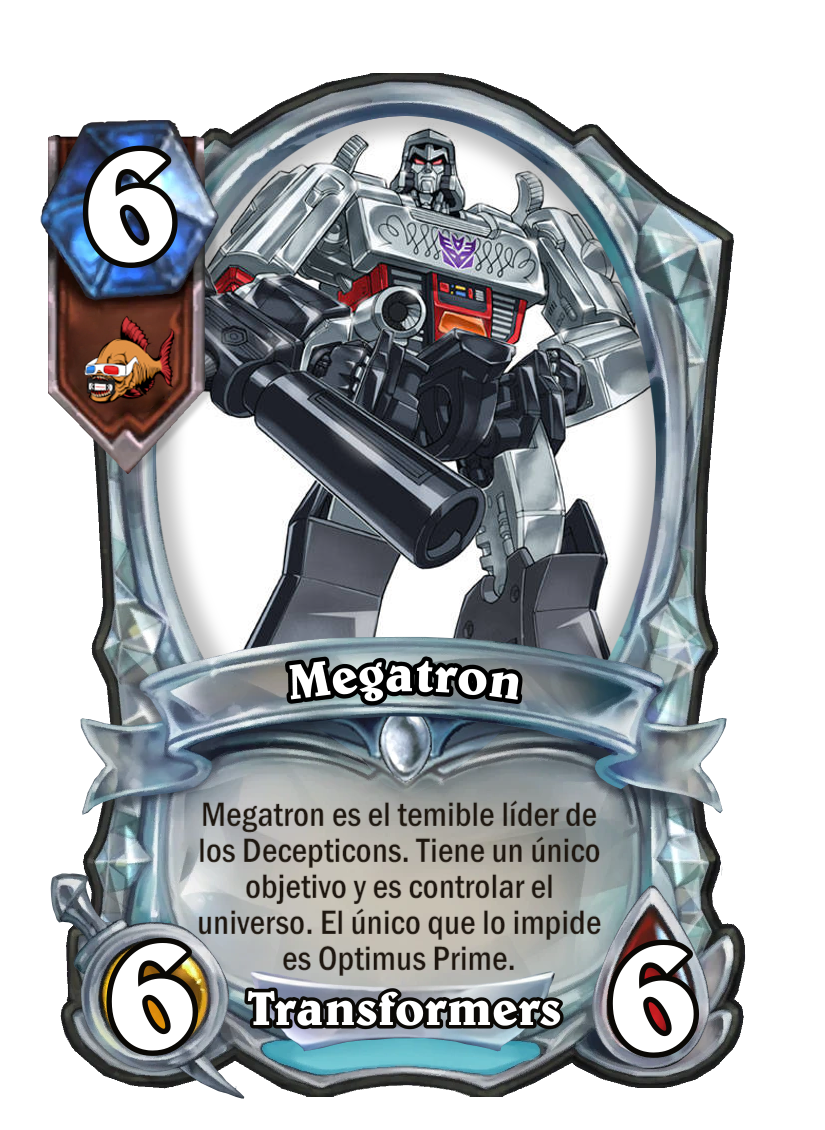 6
Megatron
Megatron es el temible líder de
los Decepticons. Tiene un único
objetivo y es controlar el
universo. El único que lo impide
es Optimus Prime.
6
Transformers
6